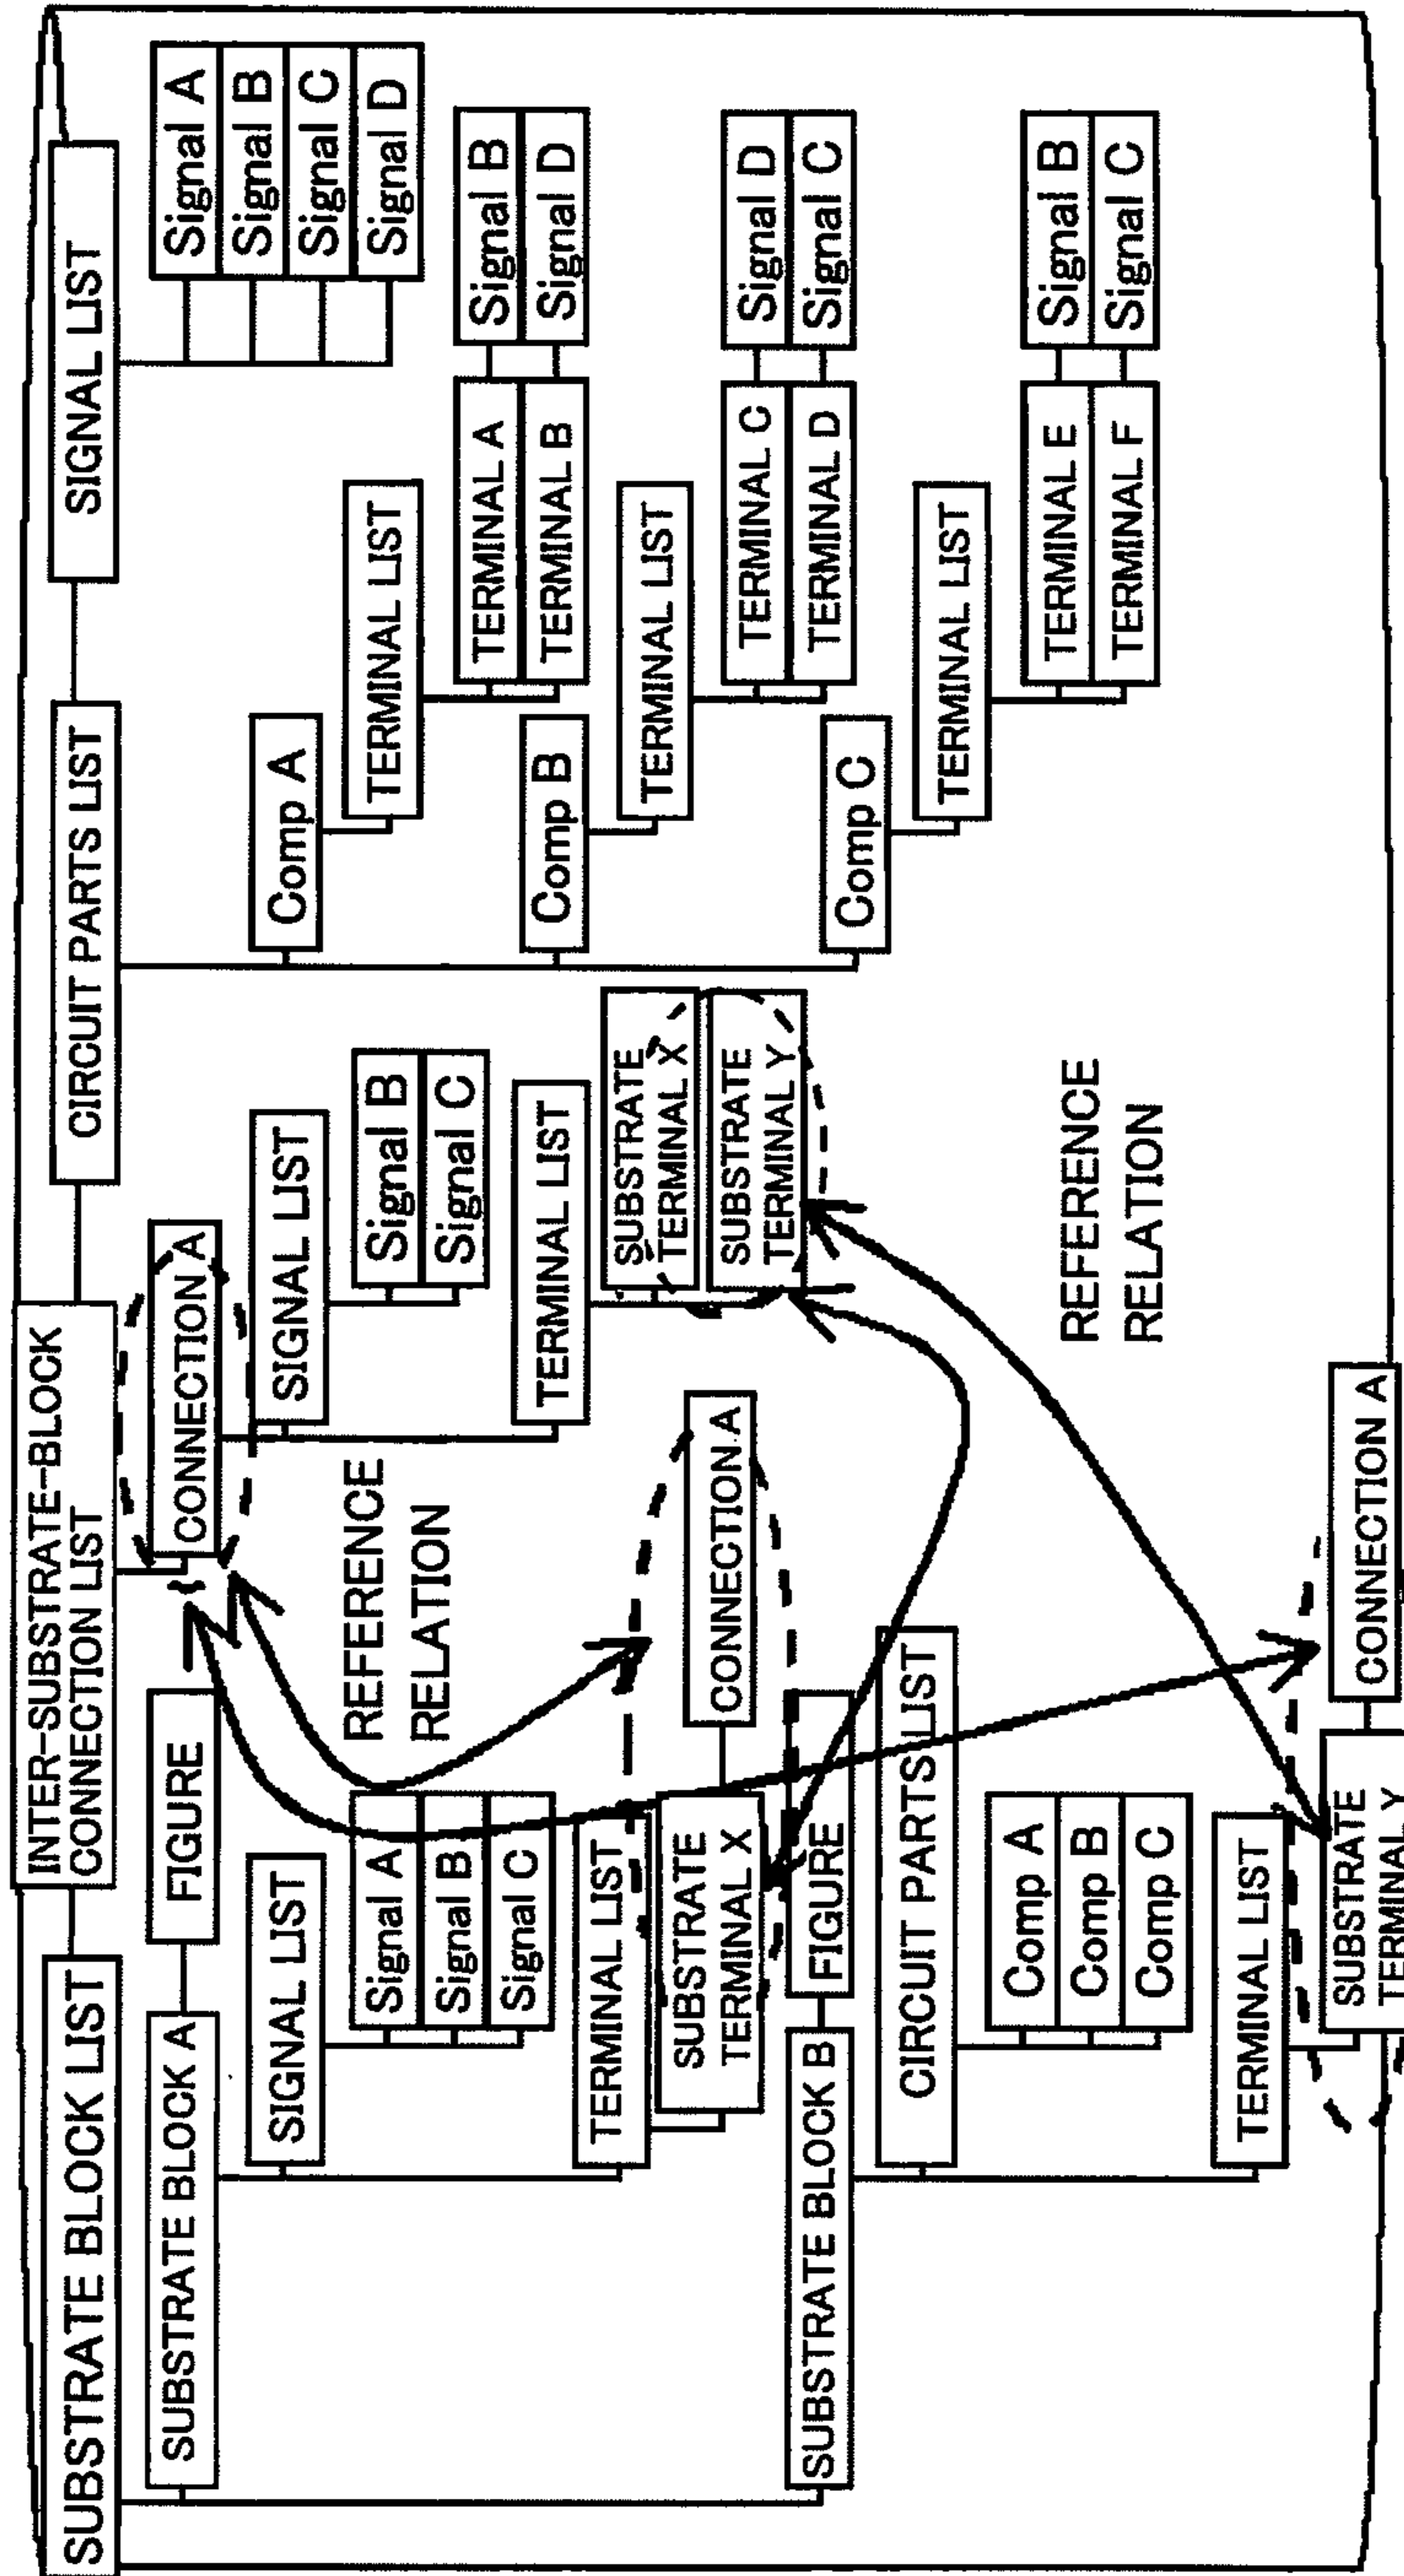 SUBSTRATE BLOCK LIST
SUBSTRATE BLOCK A
FIGURE
SIGNAL LIST
Signal A
Signal B
Signal C
TERMINAL LIST
SUBSTRATE
TERMINAL X
CONNECTION A
SUBSTRATE BLOCK B
FIGURE
CIRCUIT PARTS LIST
Comp A
Comp B
Comp C
TERMINAL LIST
SUBSTRATE
TERMINAL Y
CONNECTION A
INTER-SUBSTRATE-BLOCK
CONNECTION LIST
CONNECTION A
SIGNAL LIST
Signal B
Signal C
TERMINAL LIST
SUBSTRATE
TERMINAL X
SUBSTRATE
TERMINAL Y
REFERENCE
RELATION
REFERENCE
RELATION
CIRCUIT PARTS LIST
Comp A
TERMINAL LIST
TERMINAL A
Signal B
TERMINAL B
Signal D
Comp B
TERMINAL LIST
TERMINAL C
Signal D
TERMINAL D
Signal C
Comp C
TERMINAL LIST
TERMINAL E
Signal B
TERMINAL F
Signal C
SIGNAL LIST
Signal A
Signal B
Signal C
Signal D